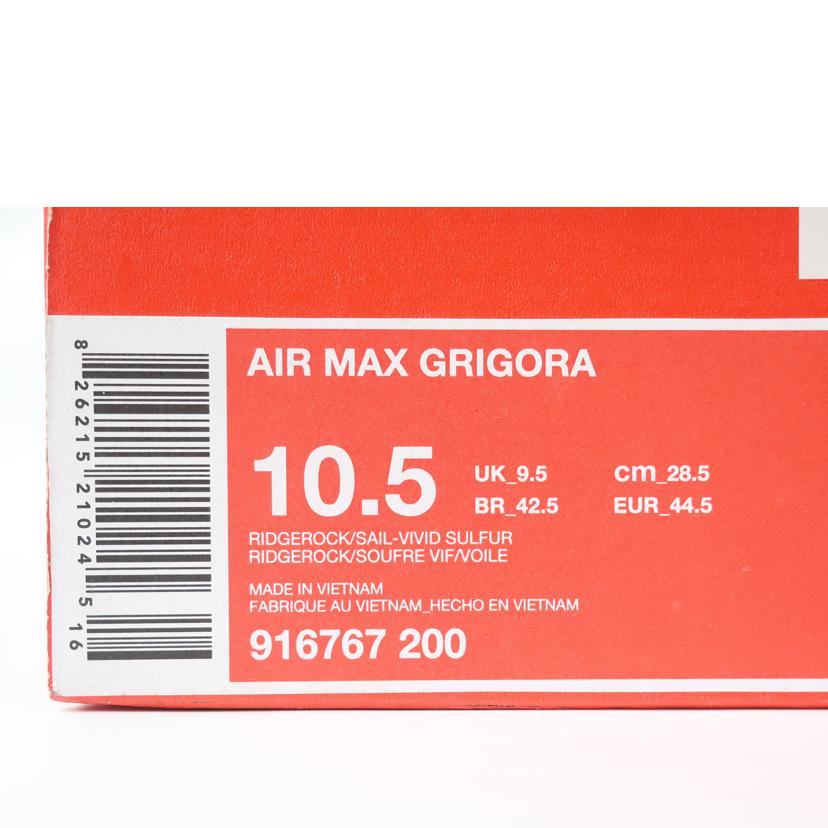 AIR MAX GRIGORA
10.5
UK_9.5 cm_28.5
BR_42.5 EUR_44.5
RIDGEROCK/SAIL-VIVID SULFUR
RIDGEROCK/SOUFRE VIF/VOILE
MADE IN VIETNAM
FABRIQUE AU VIETNAM_HECHO EN VIETNAM
916767 200
8 26215 21024 5 16